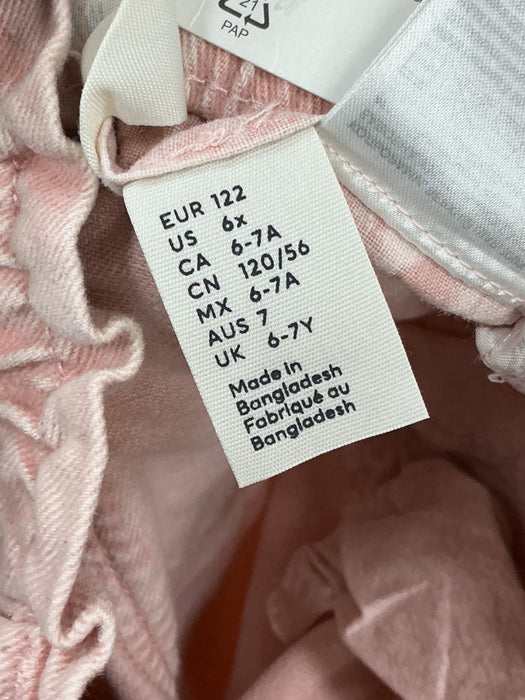 21
PAP
EUR 122
US 6x
CA 6-7A
CN 120/56
MX 6-7A
AUS 7
UK 6-7Y
Made in
Bangladesh
Fabriqué au
Bangladesh